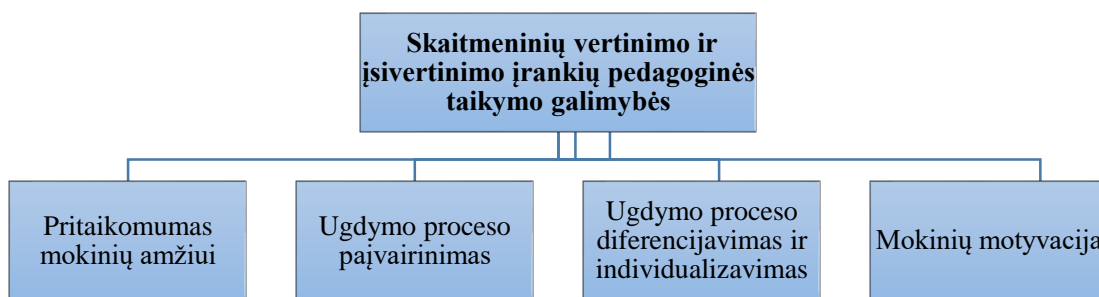 Skaitmeninių vertinimo ir
įsivertinimo įrankių pedagoginės
taikymo galimybės
Pritaikomumas
mokinių amžiui
Ugdymo proceso
paįvairinimas
Ugdymo proceso
diferencijavimas ir
individualizavimas
Mokinių motyvacija